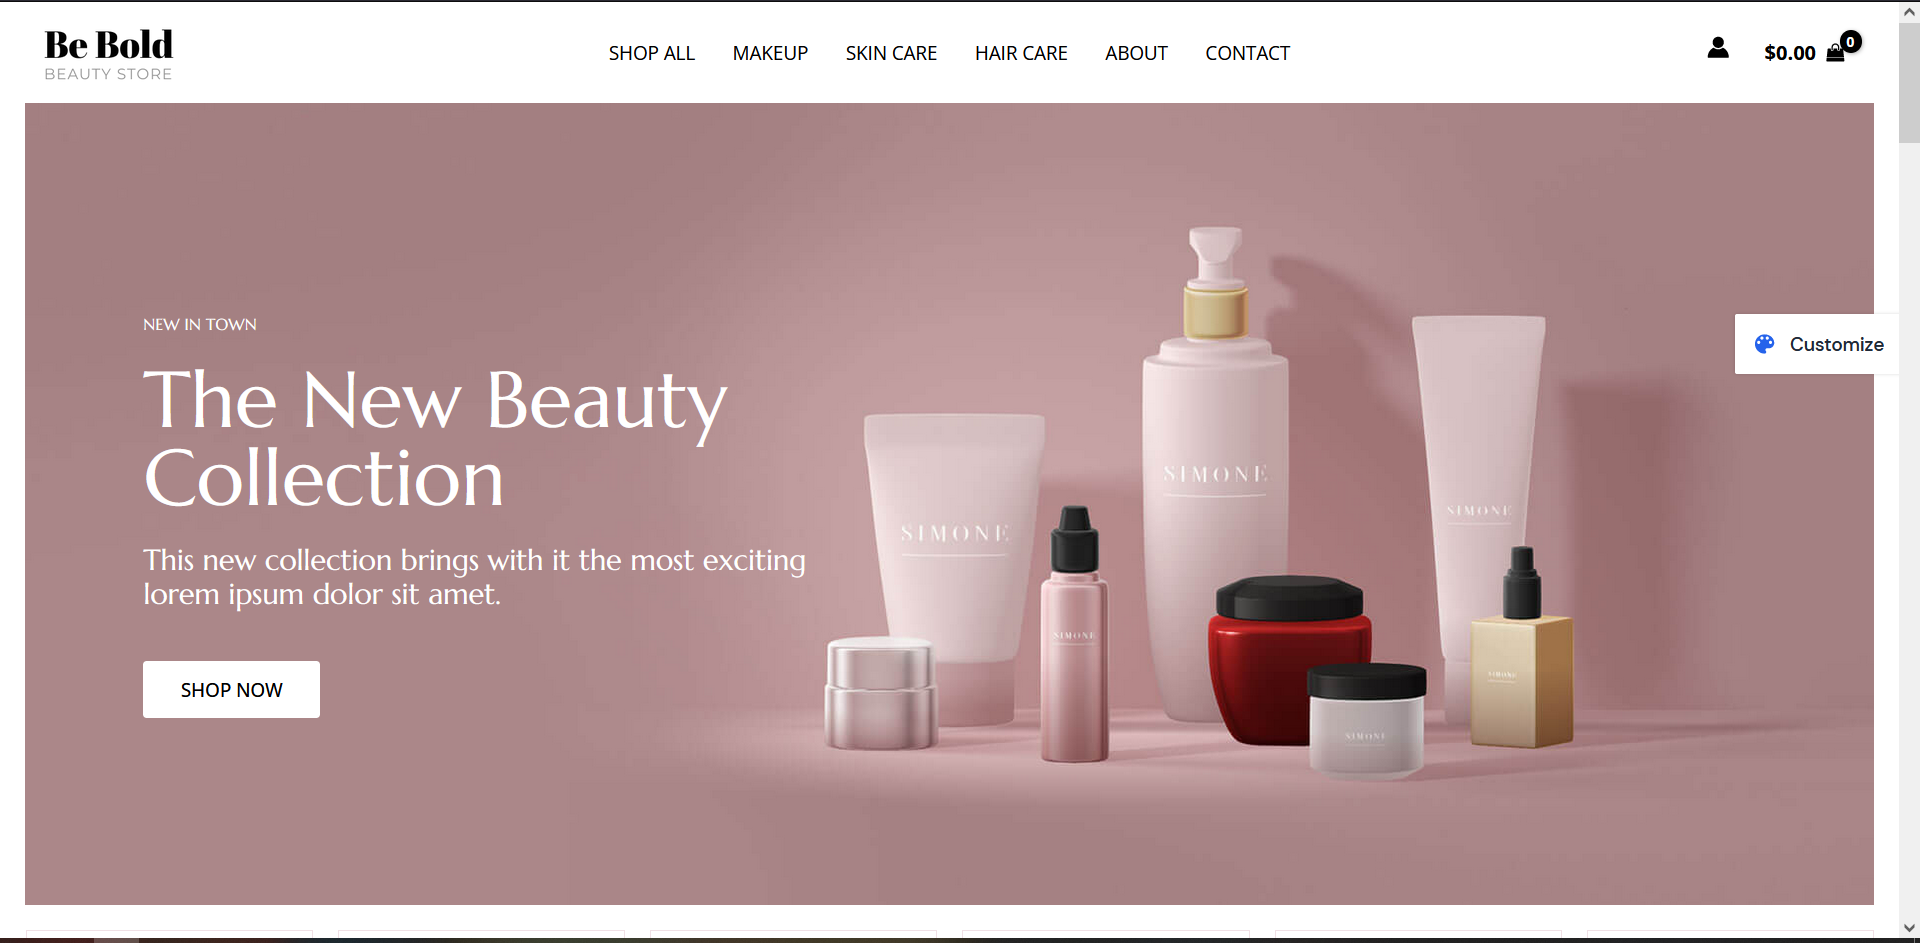 Be Bold
BEAUTY STORE
SHOP ALL MAKEUP SKIN CARE HAIR CARE ABOUT CONTACT
$0.00 0
NEW IN TOWN
The New Beauty
Collection
This new collection brings with it the most exciting
lorem ipsum dolor sit amet.
SHOP NOW
Customize
SIMONE
SIMONE
SIMONE
SIMONE
SIMONE
SIMONE